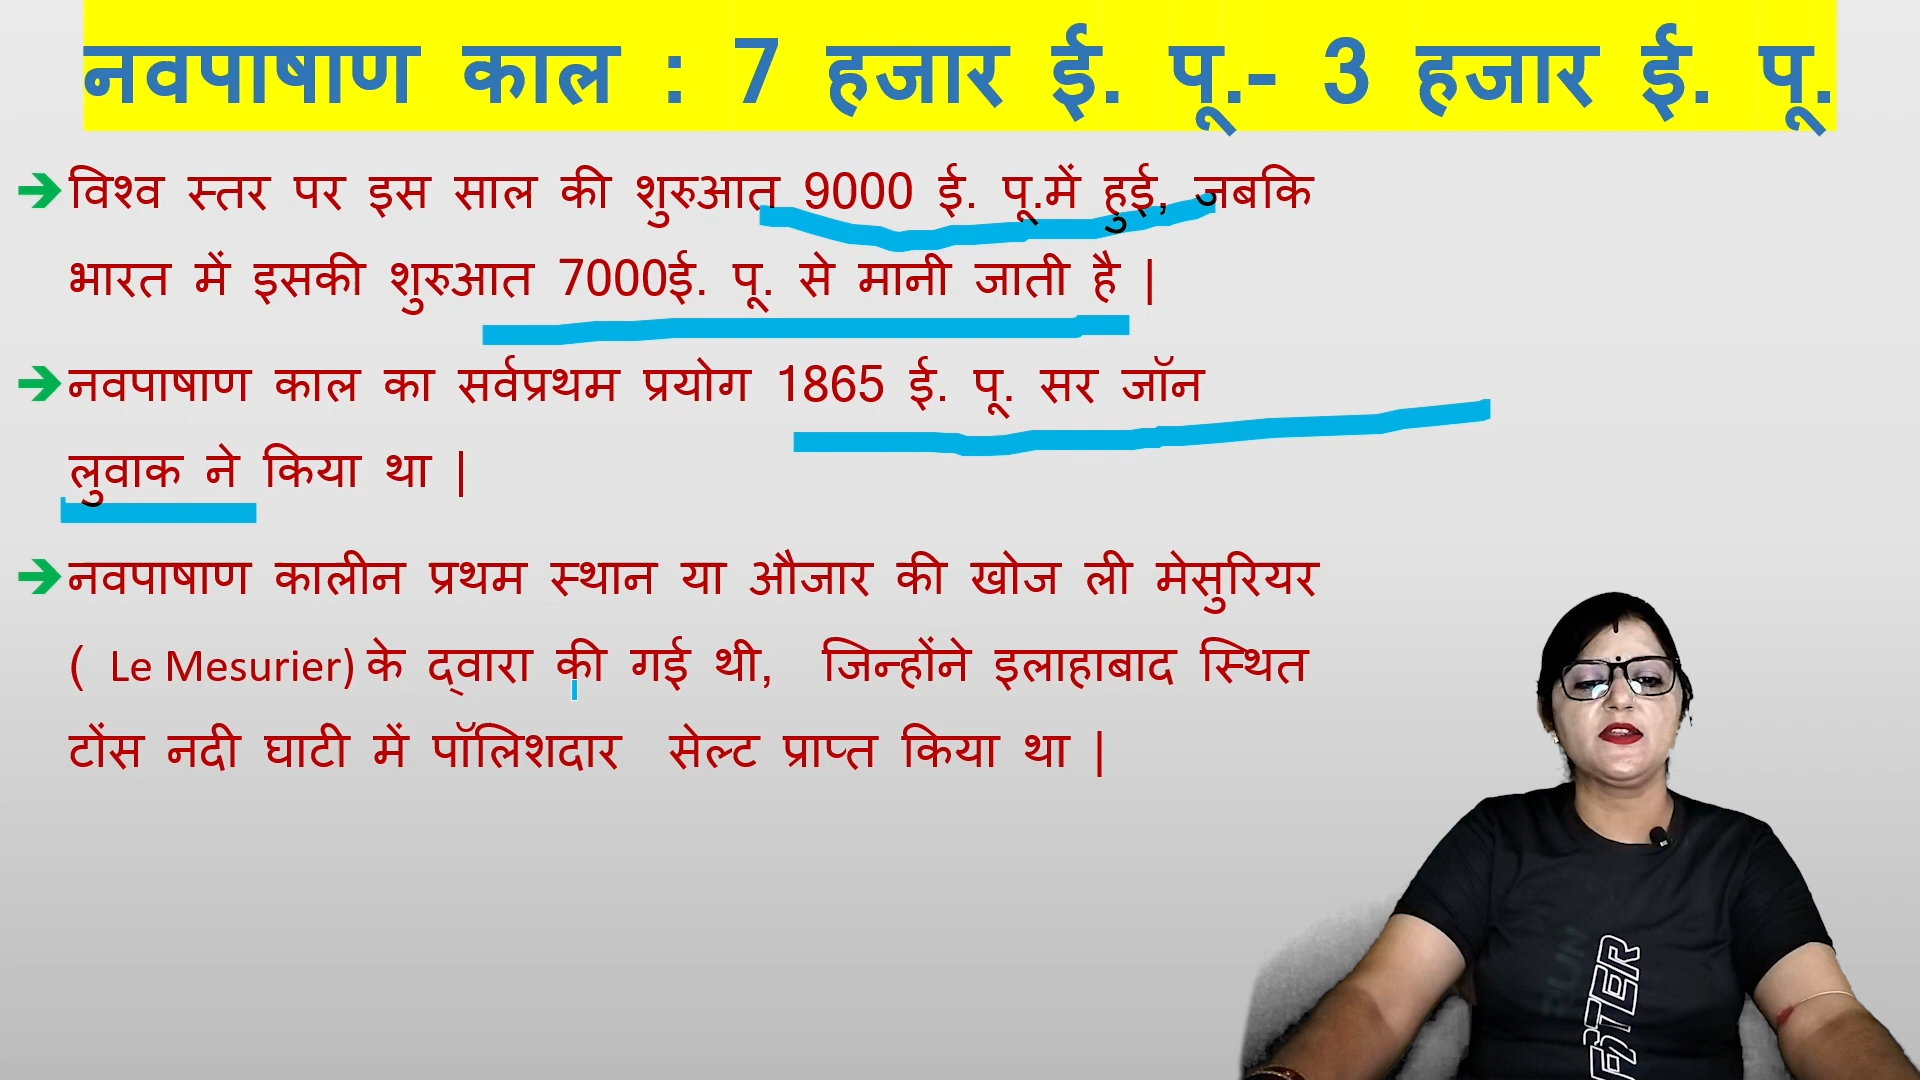 नवपाषाण काल : 7 हजार ई. पू.- 3 हजार ई. पू.
विश्व स्तर पर इस साल की शुरुआत 9000 ई. पू.में हुई, जबकि
भारत में इसकी शुरुआत 7000ई. पू. से मानी जाती है |
नवपाषाण काल का सर्वप्रथम प्रयोग 1865 ई. पू. सर जॉन
लुवाक ने किया था |
नवपाषाण कालीन प्रथम स्थान या औजार की खोज ली मेसुरियर
( Le Mesurier) के द्वारा की गई थी, जिन्होंने इलाहाबाद स्थित
टोंस नदी घाटी में पॉलिशदार सेल्ट प्राप्त किया था |
RUN